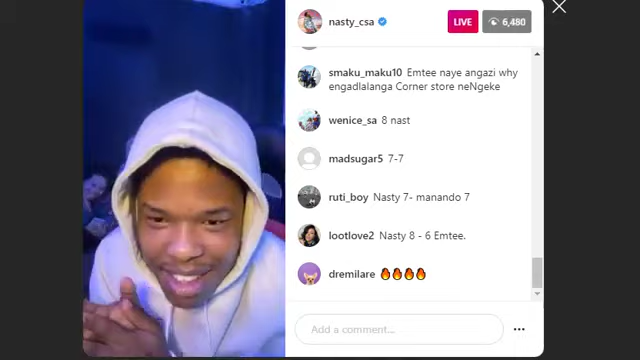 nasty_csa
LIVE
6,480
smaku_maku10 Emtee naye angazi why
engadlalanga Corner store neNgeke
wenice_sa 8 nast
madsugar5 7-7
ruti_boy Nasty 7- manando 7
lootlove2 Nasty 8 - 6 Emtee.
dremilare 🔥🔥🔥🔥
Add a comment...